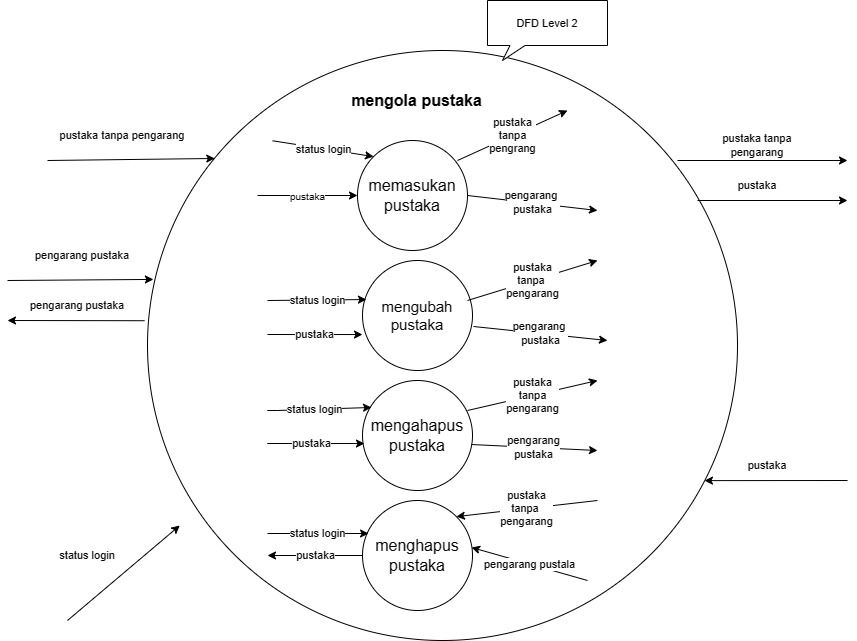 DFD Level 2
mengola pustaka
pustaka tanpa pengarang
pengarang pustaka
pengarang pustaka
status login
status login
pustaka
memasukan
pustaka
pustaka
tanpa
pengrang
pengarang
pustaka
status login
pustaka
mengubah
pustaka
pustaka
tanpa
pengarang
pengarang
pustaka
status login
pustaka
mengahapus
pustaka
pustaka
tanpa
pengarang
pengarang
pustaka
status login
pustaka
menghapus
pustaka
pustaka
tanpa
pengarang
pengarang pustala
pustaka tanpa
pengarang
pustaka
pustaka